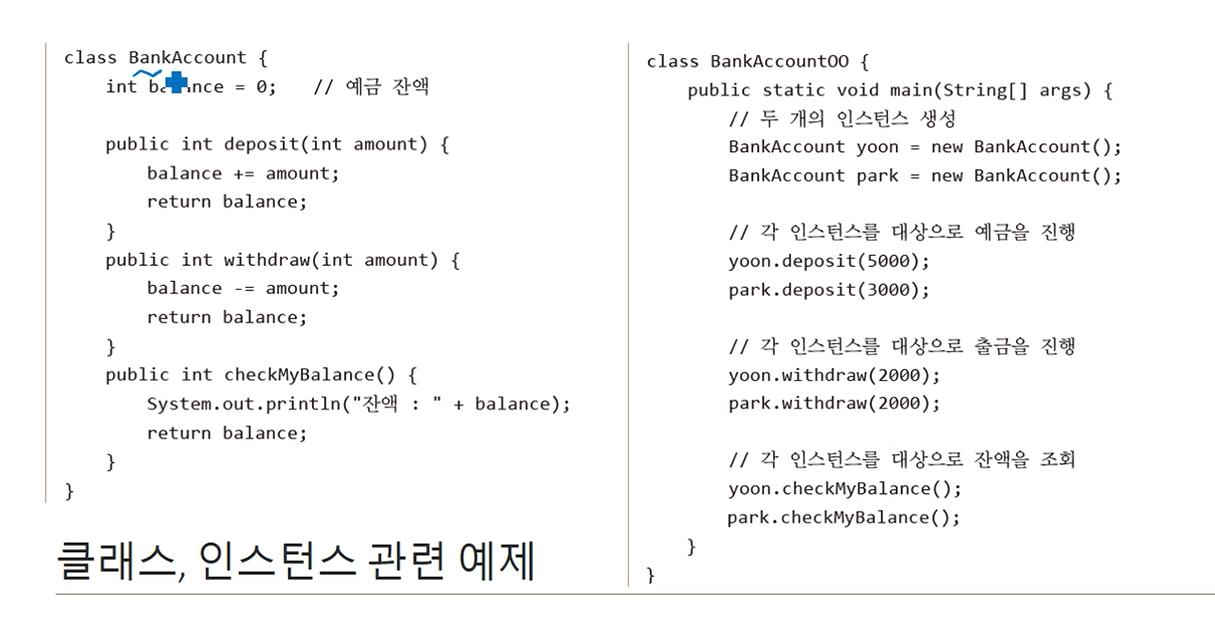 class BankAccount {
int balance = 0;   // 예금 잔액
public int deposit(int amount) {
balance += amount;
return balance;
}
public int withdraw(int amount) {
balance -= amount;
return balance;
}
public int checkMyBalance() {
System.out.println("잔액 : " + balance);
return balance;
}
}
클래스, 인스턴스 관련 예제
class BankAccountOO {
public static void main(String[] args) {
// 두 개의 인스턴스 생성
BankAccount yoon = new BankAccount();
BankAccount park = new BankAccount();
// 각 인스턴스를 대상으로 예금을 진행
yoon.deposit(5000);
park.deposit(3000);
// 각 인스턴스를 대상으로 출금을 진행
yoon.withdraw(2000);
park.withdraw(2000);
// 각 인스턴스를 대상으로 잔액을 조회
yoon.checkMyBalance();
park.checkMyBalance();
}
}